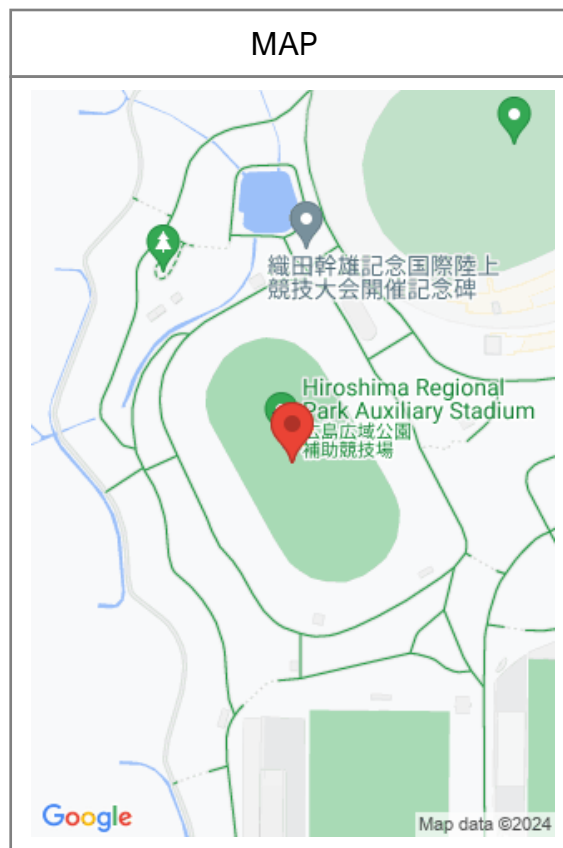 MAP
織田幹雄記念国際陸上
競技大会開催記念碑
Hiroshima Regional
Park Auxiliary Stadium
広島広域公園
補助競技場
Google
Map data ©2024